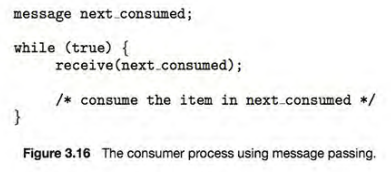 message next_consumed;
while (true) {
receive(next_consumed);
/* consume the item in next_consumed */
}
Figure 3.16 The consumer process using message passing.